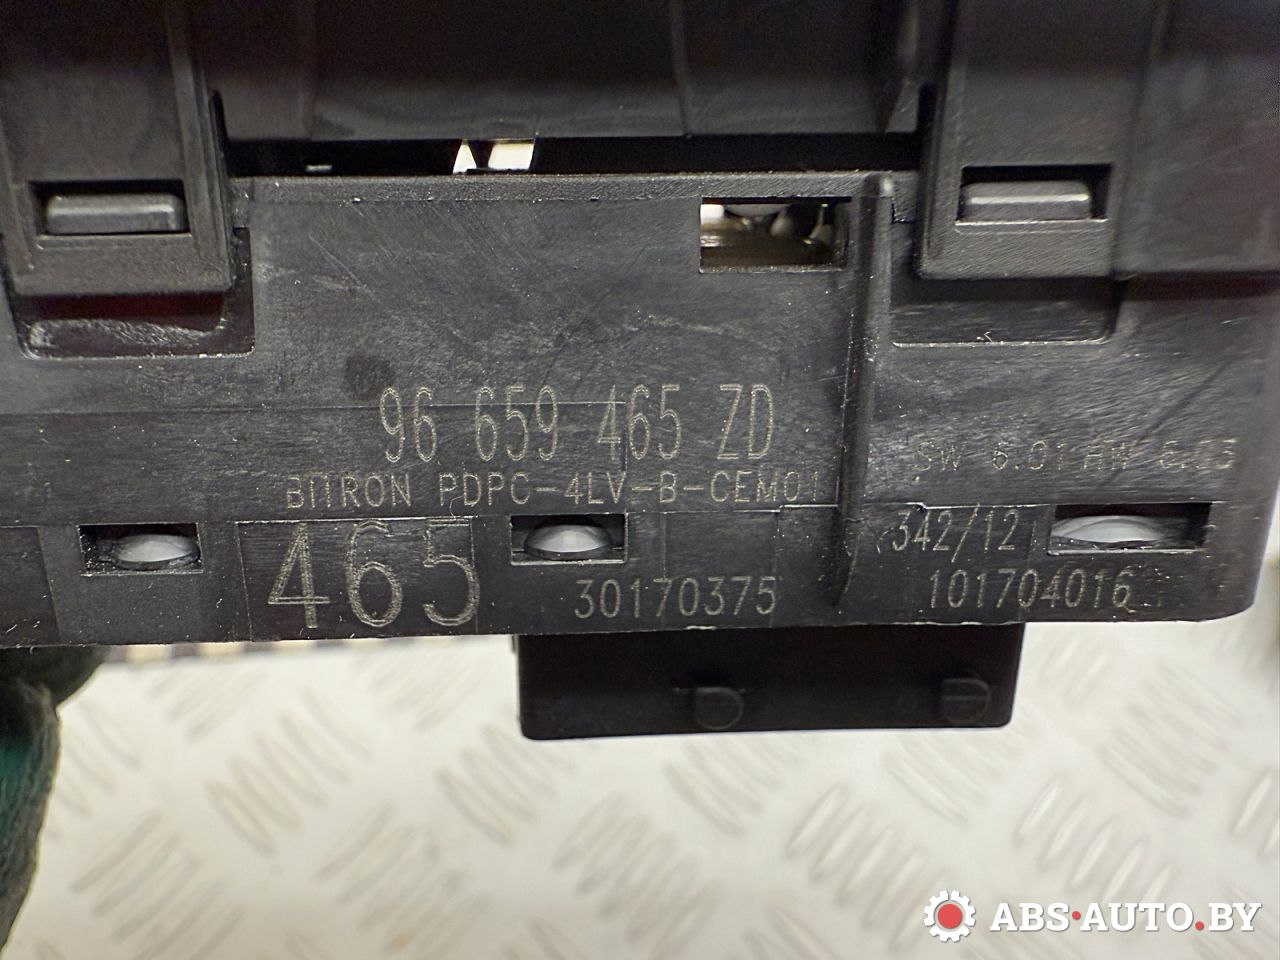 96 659 465 ZD
SW 6.01 HW 6.03
BITRON PDPC-4LV-B-CEM01
465
342/12
30170375
101704016
ABS·AUTO.BY